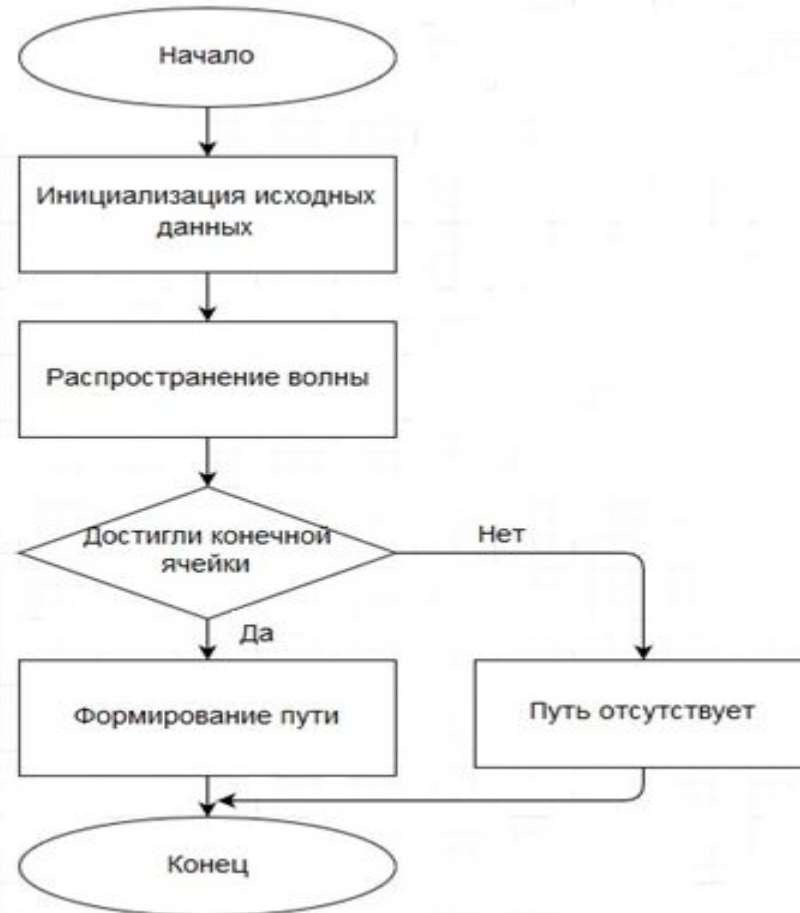 Начало
Инициализация исходных
данных
Распространение волны
Достигли конечной
ячейки
Нет
Да
Формирование пути
Путь отсутствует
Конец